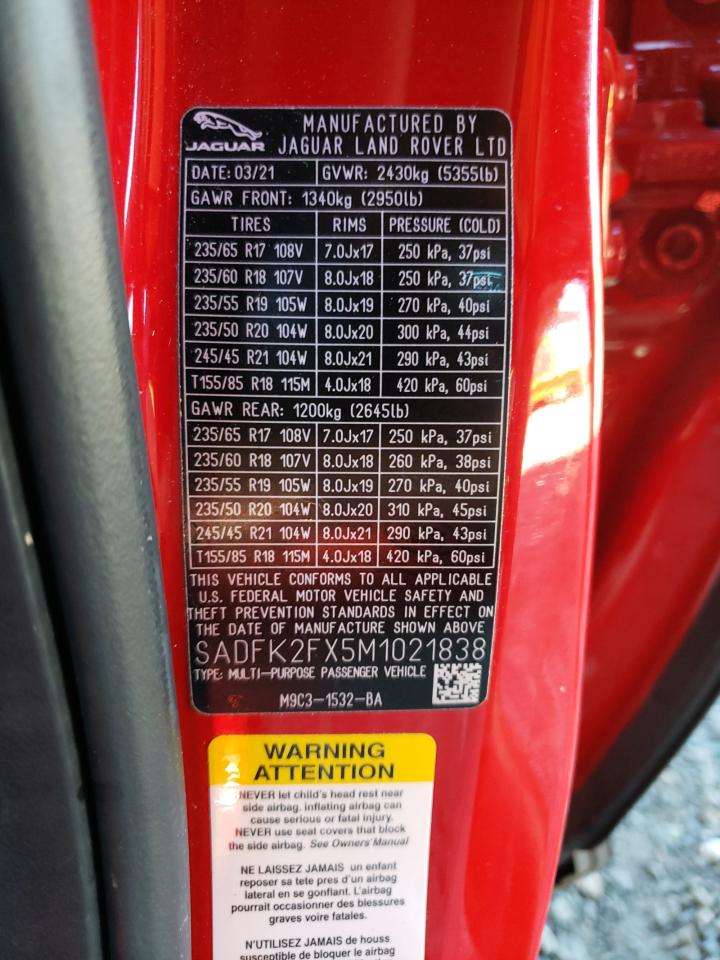 JAGUAR
MANUFACTURED BY
JAGUAR LAND ROVER LTD
DATE: 03/21 GVWR: 2430kg (5355lb)
GAWR FRONT: 1340kg (2950lb)
TIRES RIMS PRESSURE (COLD)
235/65 R17 108V 7.0Jx17 250 kPa, 37psi
235/60 R18 107V 8.0Jx18 250 kPa, 37psi
235/55 R19 105W 8.0Jx19 270 kPa, 40psi
235/50 R20 104W 8.0Jx20 300 kPa, 44psi
245/45 R21 104W 8.0Jx21 290 kPa, 43psi
T155/85 R18 115M 4.0Jx18 420 kPa, 60psi
GAWR REAR: 1200kg (2645lb)
235/65 R17 108V 7.0Jx17 250 kPa, 37psi
235/60 R18 107V 8.0Jx18 260 kPa, 38psi
235/55 R19 105W 8.0Jx19 270 kPa, 40psi
235/50 R20 104W 8.0Jx20 310 kPa, 45psi
245/45 R21 104W 8.0Jx21 290 kPa, 43psi
T155/85 R18 115M 4.0Jx18 420 kPa, 60psi
THIS VEHICLE CONFORMS TO ALL APPLICABLE
U.S. FEDERAL MOTOR VEHICLE SAFETY AND
THEFT PREVENTION STANDARDS IN EFFECT ON
THE DATE OF MANUFACTURE SHOWN ABOVE
SADFK2FX5M1021838
TYPE: MULTI-PURPOSE PASSENGER VEHICLE
M9C3-1532-BA
WARNING
ATTENTION
NEVER let child's head rest near
side airbag. inflating airbag can
cause serious or fatal injury.
NEVER use seat covers that block
the side airbag. See Owners' Manual
NE LAISSEZ JAMAIS un enfant
reposer sa tete pres d'un airbag
lateral en se gonflant. L'airbag
pourrait occasionner des blessures
graves voire fatales.
N'UTILISEZ JAMAIS de housse
susceptible de bloquer le airbag